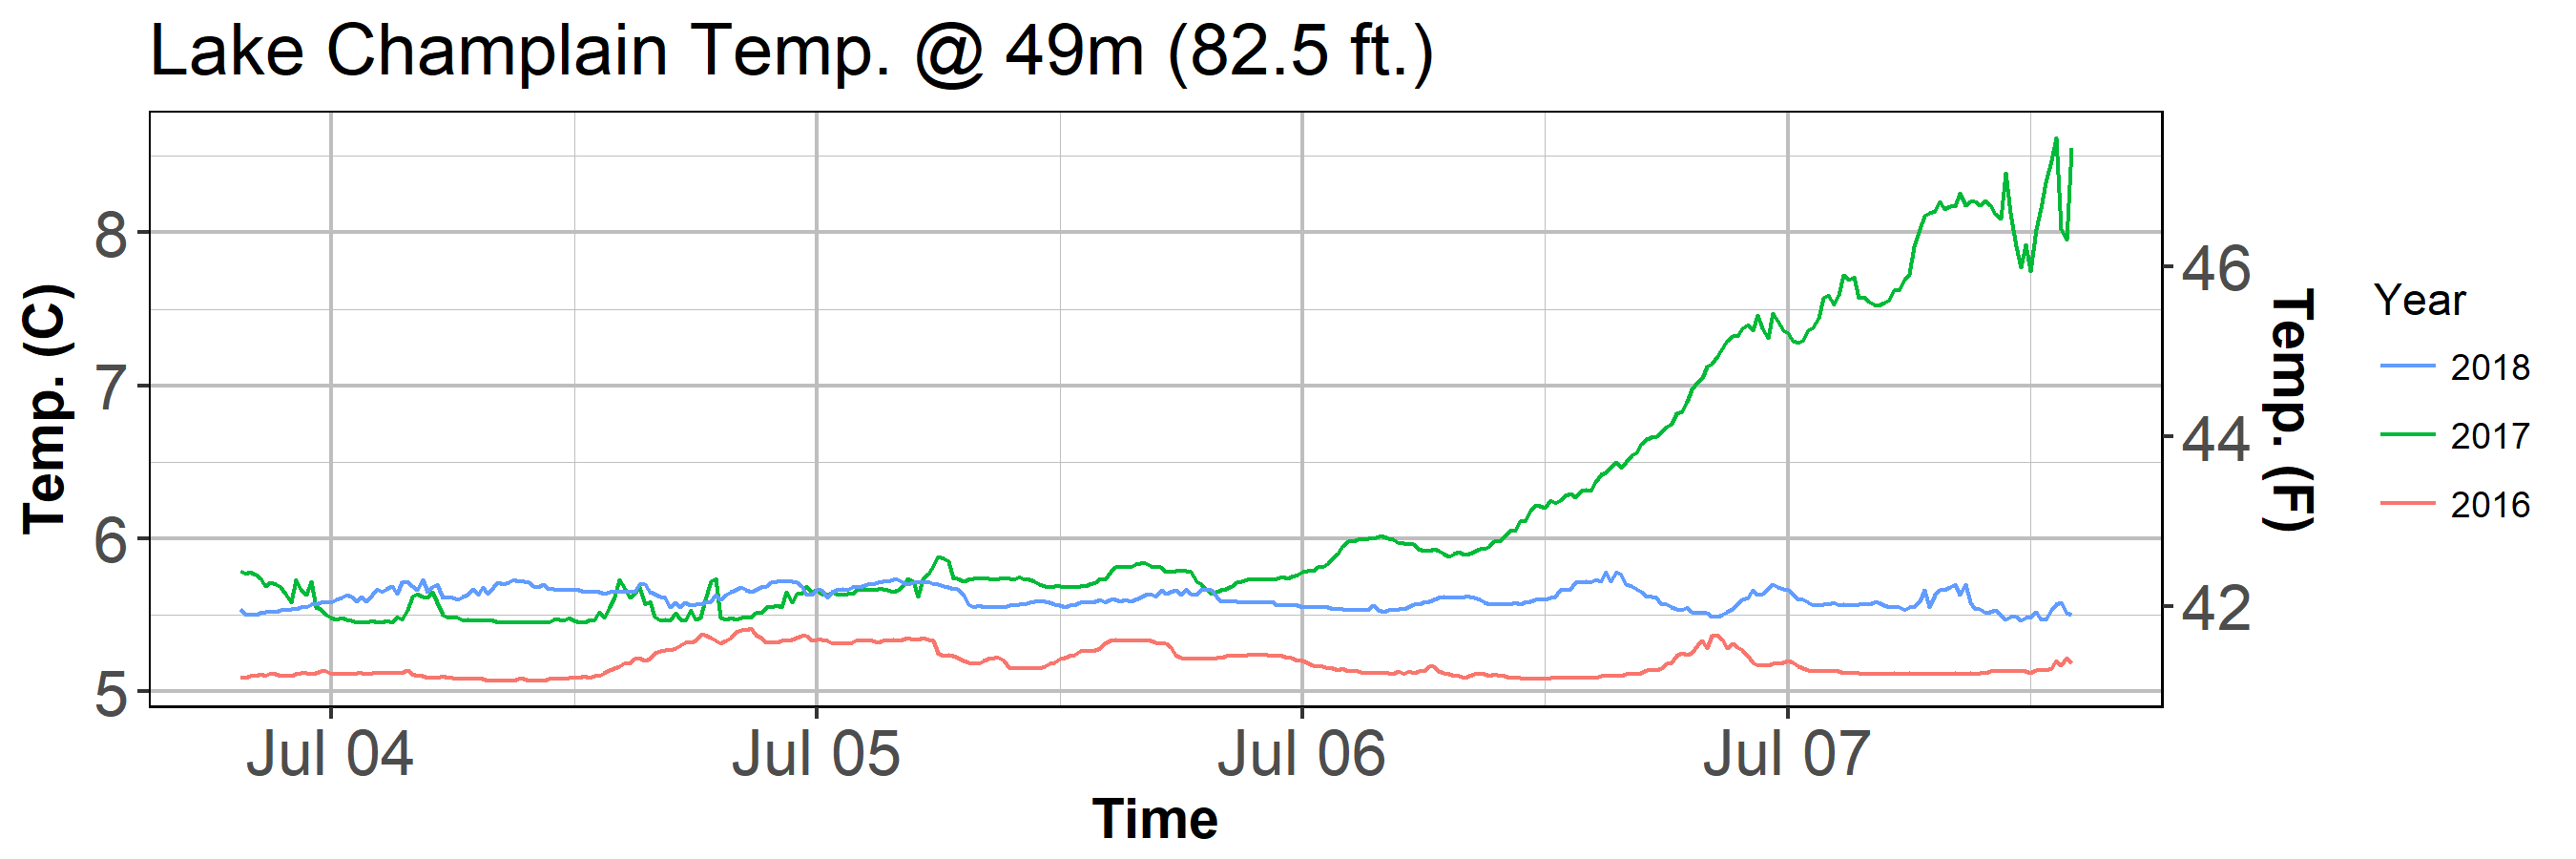 Lake Champlain Temp. @ 49m (82.5 ft.)
Temp. (C)
8
7
6
5
46
44
42
Temp. (F)
Jul 04 Jul 05 Jul 06 Jul 07
Time
Year
2018
2017
2016